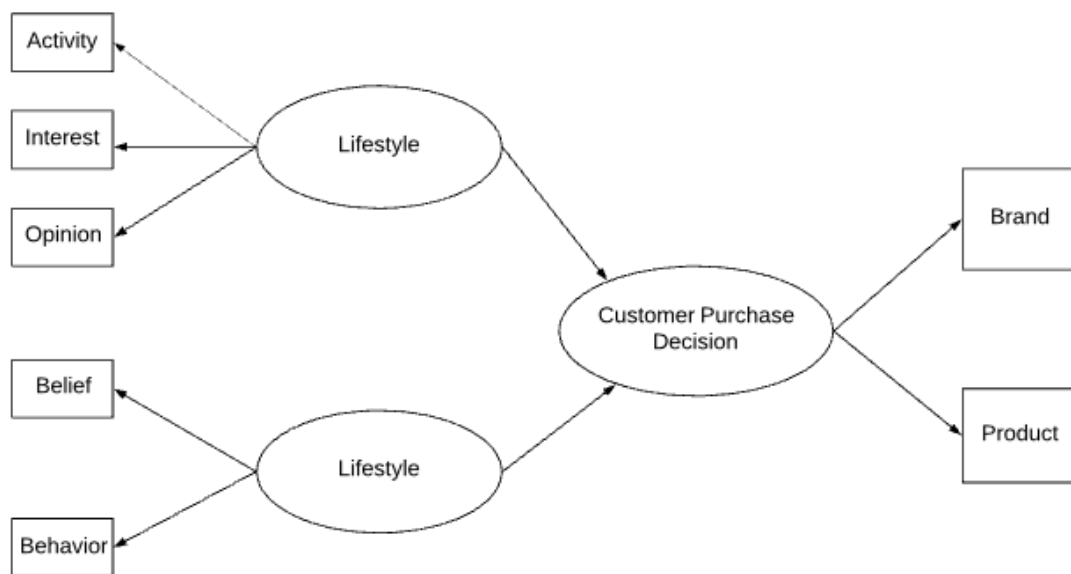 Activity
Interest
Opinion
Lifestyle
Belief
Behavior
Lifestyle
Customer Purchase
Decision
Brand
Product